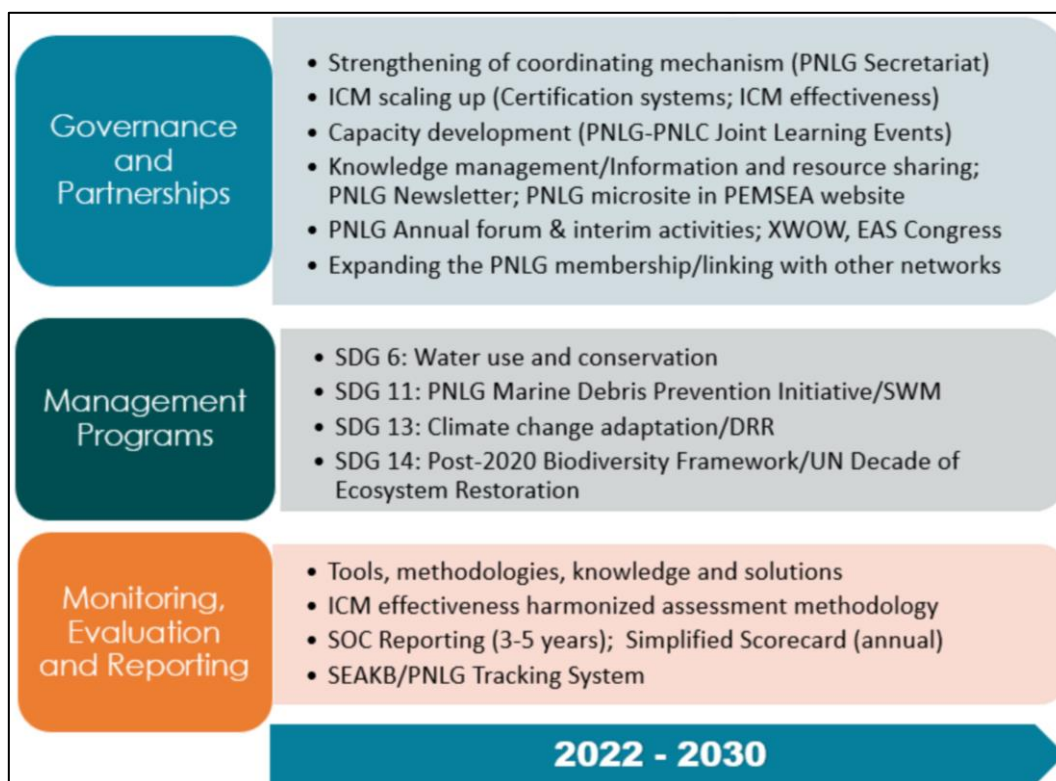 Governance
and
Partnerships
• Strengthening of coordinating mechanism (PNLG Secretariat)
• ICM scaling up (Certification systems; ICM effectiveness)
• Capacity development (PNLG-PNLC Joint Learning Events)
• Knowledge management/Information and resource sharing;
PNLG Newsletter; PNLG microsite in PEMSEA website
• PNLG Annual forum & interim activities; XWOW, EAS Congress
• Expanding the PNLG membership/linking with other networks
Management
Programs
• SDG 6: Water use and conservation
• SDG 11: PNLG Marine Debris Prevention Initiative/SWM
• SDG 13: Climate change adaptation/DRR
• SDG 14: Post-2020 Biodiversity Framework/UN Decade of
Ecosystem Restoration
Monitoring,
Evaluation
and Reporting
• Tools, methodologies, knowledge and solutions
• ICM effectiveness harmonized assessment methodology
• SOC Reporting (3-5 years);  Simplified Scorecard (annual)
• SEAKB/PNLG Tracking System
2022 - 2030